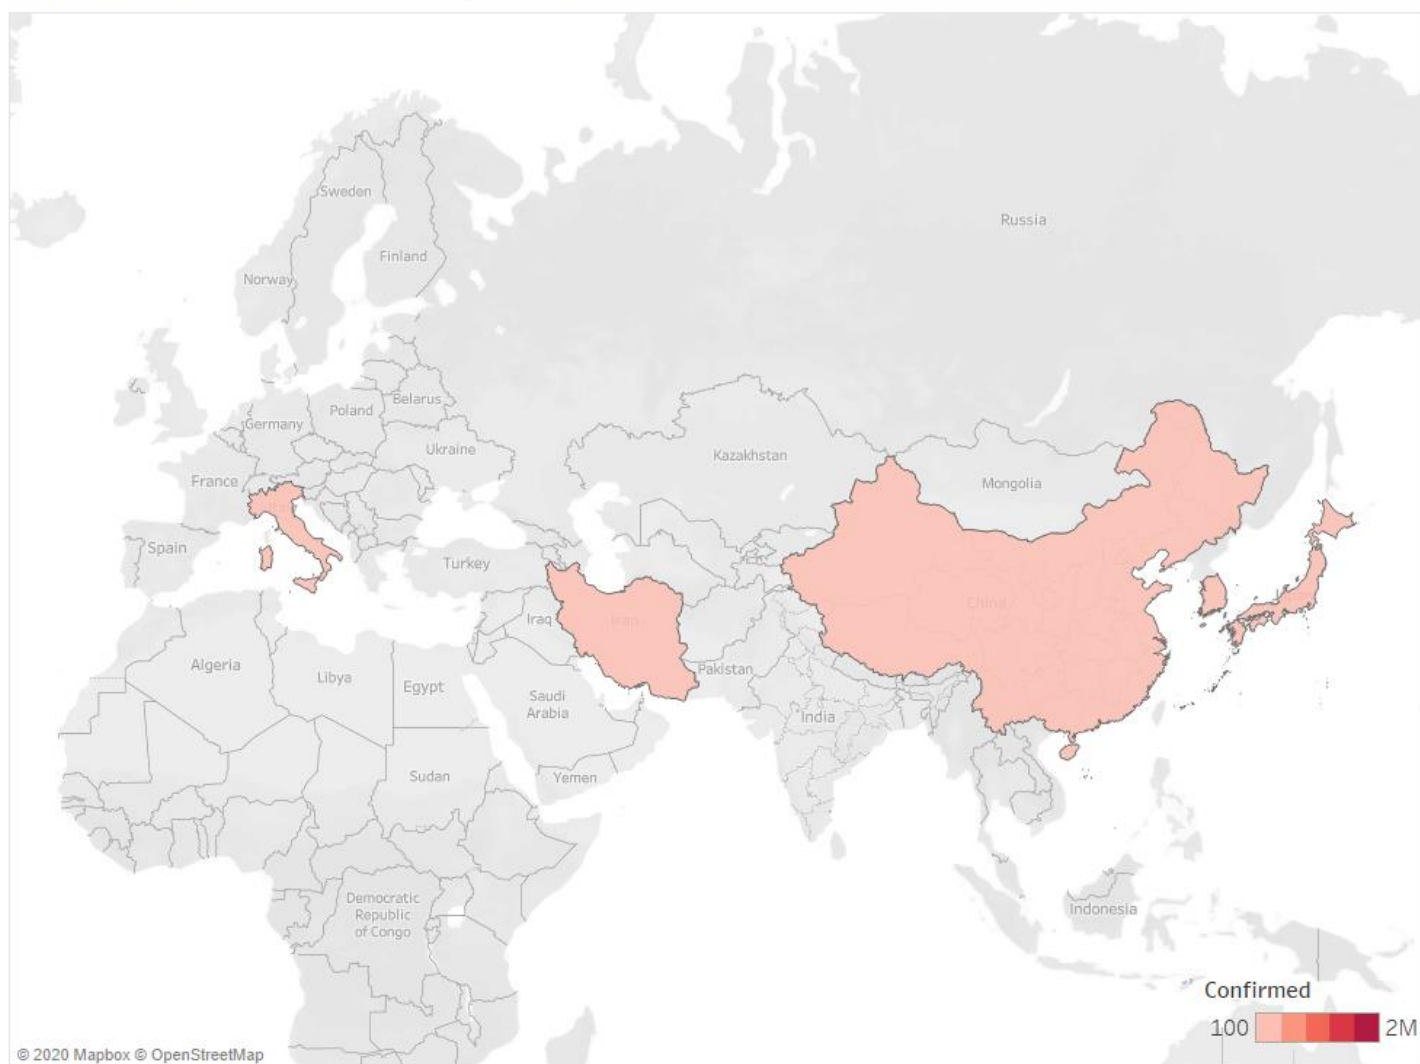 Sweden
Russia
Finland
Norway
Belarus
Poland
Germany
Ukraine
Kazakhstan
France
Mongolia
Spain
Turkey
China
Iraq
Iran
Algeria
Pakistan
Libya
Egypt
Saudi
Arabia
India
Sudan
Yemen
Democratic
Republic
of Congo
Indonesia
Confirmed
100
2M
© 2020 Mapbox © OpenStreetMap